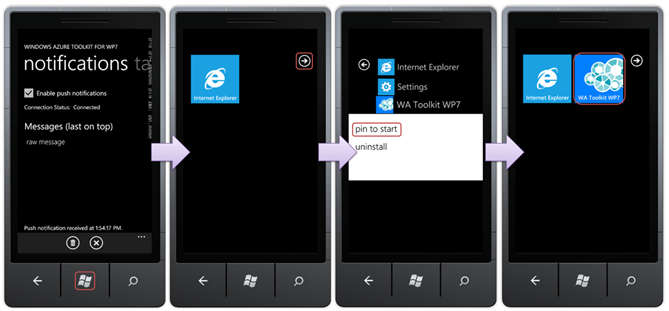 WINDOWS AZURE TOOLKIT FOR WP7
notifications ta
Enable push notifications
Connection Status: Connected
Messages (last on top)
raw message
Push notification received at 1:54:17 PM.
Internet Explorer
Internet Explorer
Settings
WA Toolkit WP7
pin to start
uninstall
Internet Explorer
WA Toolkit WP7